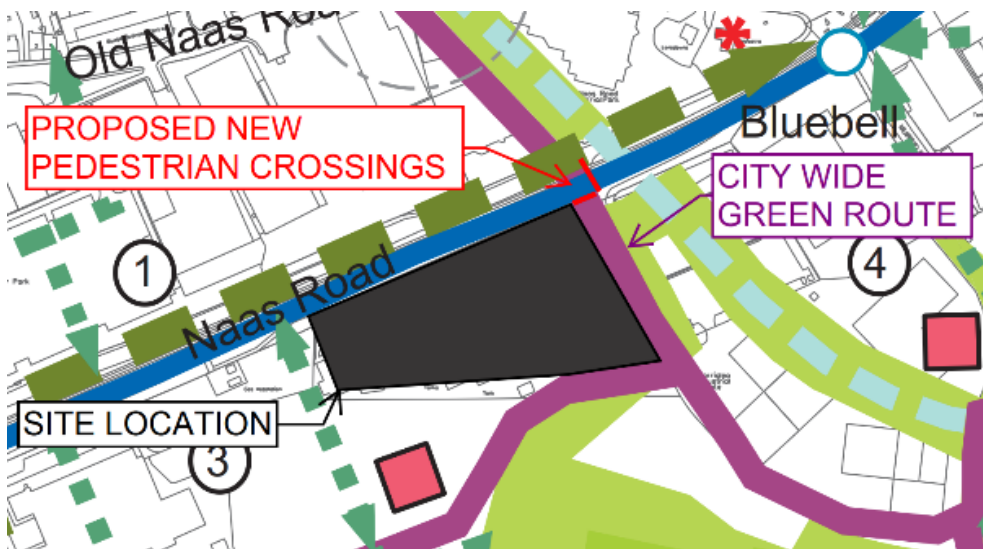 Old Naas Road
PROPOSED NEW
PEDESTRIAN CROSSINGS
Bluebell
CITY WIDE
GREEN ROUTE
1
4
Naas Road
SITE LOCATION
3